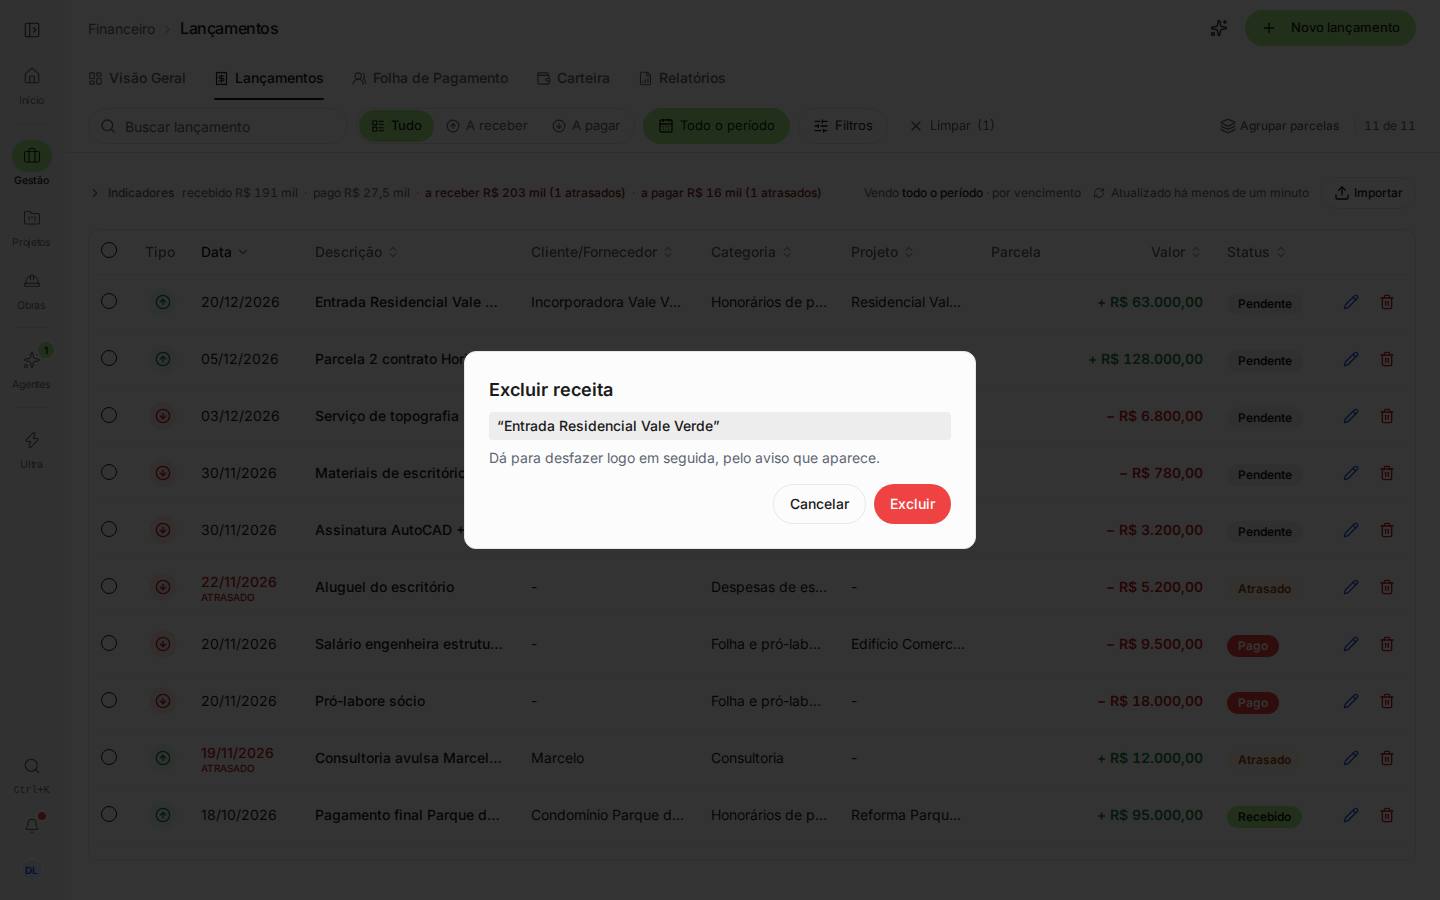 Financeiro > Lançamentos
Novo lançamento
Visão Geral Lançamentos Folha de Pagamento Carteira Relatórios
Buscar lançamento Tudo A receber A pagar Todo o período Filtros Limpar (1) Agrupar parcelas 11 de 11
Indicadores recebido R$ 191 mil · pago R$ 27,5 mil · a receber R$ 203 mil (1 atrasados) · a pagar R$ 16 mil (1 atrasados) Vendo todo o período · por vencimento Atualizado há menos de um minuto Importar
Tipo Data Descrição Cliente/Fornecedor Categoria Projeto Parcela Valor Status
20/12/2026 Entrada Residencial Vale ... Incorporadora Vale V... Honorários de p... Residencial Val... + R$ 63.000,00 Pendente
05/12/2026 Parcela 2 contrato Hor + R$ 128.000,00 Pendente
03/12/2026 Serviço de topografia − R$ 6.800,00 Pendente
30/11/2026 Materiais de escritório − R$ 780,00 Pendente
30/11/2026 Assinatura AutoCAD + − R$ 3.200,00 Pendente
22/11/2026 Aluguel do escritório - Despesas de es... - − R$ 5.200,00 Atrasado
ATRASADO
20/11/2026 Salário engenheira estrutu... - Folha e pró-lab... Edifício Comerc... − R$ 9.500,00 Pago
20/11/2026 Pró-labore sócio - Folha e pró-lab... - − R$ 18.000,00 Pago
19/11/2026 Consultoria avulsa Marcel... Marcelo Consultoria - + R$ 12.000,00 Atrasado
ATRASADO
18/10/2026 Pagamento final Parque d... Condomínio Parque d... Honorários de p... Reforma Parqu... + R$ 95.000,00 Recebido
Excluir receita
“Entrada Residencial Vale Verde”
Dá para desfazer logo em seguida, pelo aviso que aparece.
Cancelar Excluir
Início
Gestão
Projetos
Obras
1
Agentes
Ultra
Ctrl+K
DL